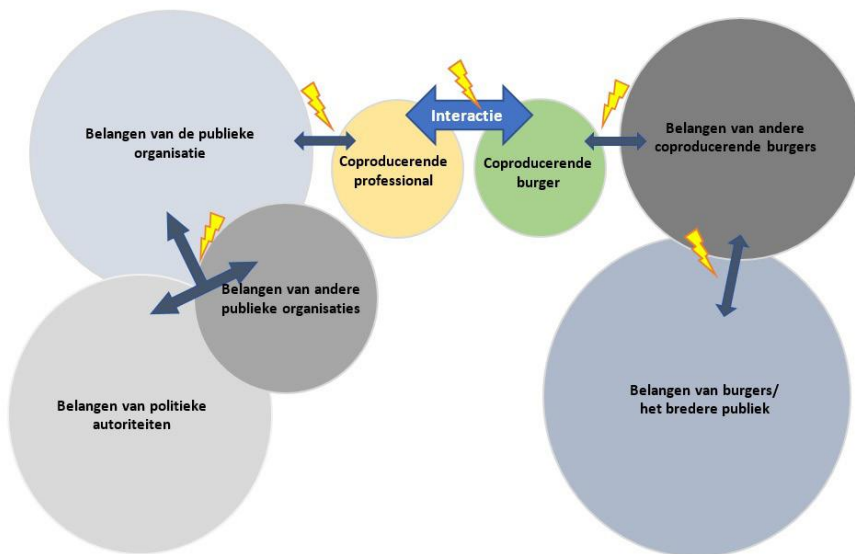 Belangen van de publieke
organisatie
Coproducerende
professional
Interactie
Coproducerende
burger
Belangen van andere
coproducerende burgers
Belangen van andere
publieke organisaties
Belangen van politieke
autoriteiten
Belangen van burgers/
het bredere publiek